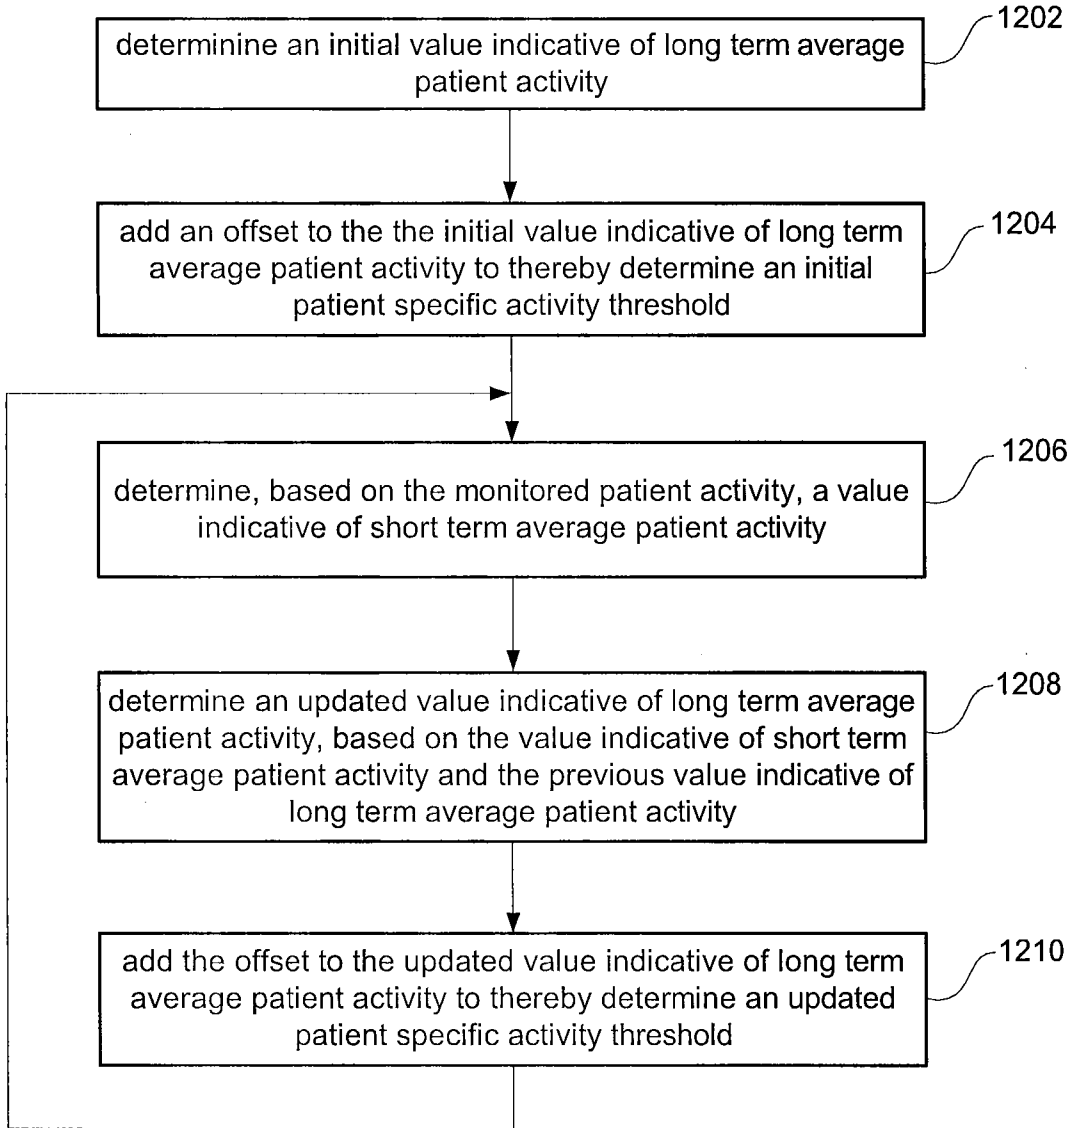 1202
determinine an initial value indicative of long term average
patient activity
1204
add an offset to the the initial value indicative of long term
average patient activity to thereby determine an initial
patient specific activity threshold
1206
determine, based on the monitored patient activity, a value
indicative of short term average patient activity
1208
determine an updated value indicative of long term average
patient activity, based on the value indicative of short term
average patient activity and the previous value indicative of
long term average patient activity
1210
add the offset to the updated value indicative of long term
average patient activity to thereby determine an updated
patient specific activity threshold